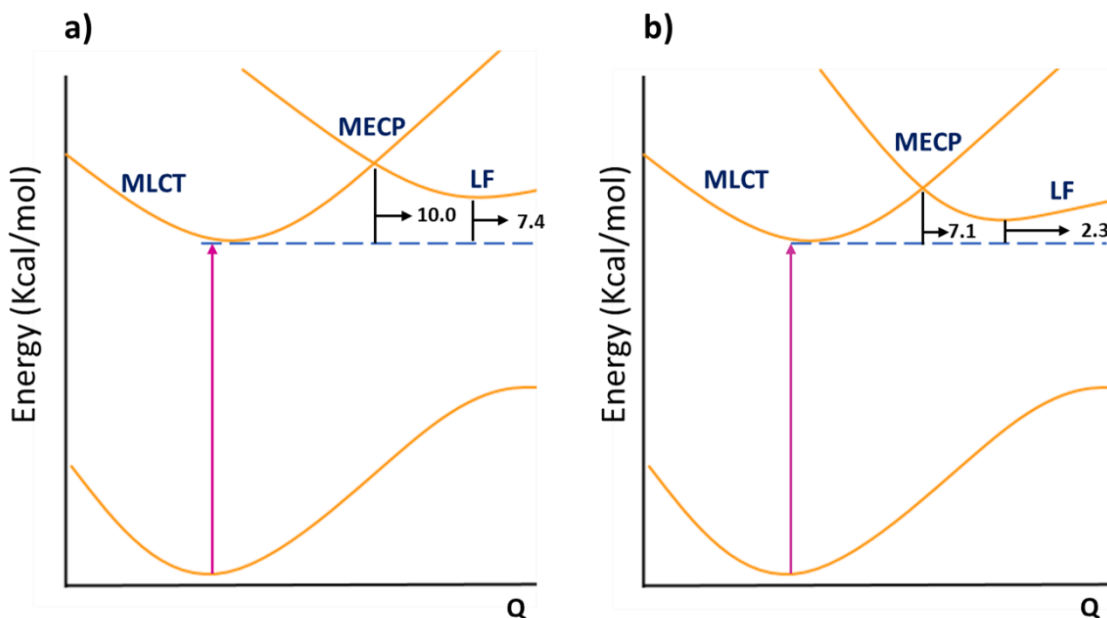 a)
Energy (Kcal/mol)
MLCT
MECP
LF
10.0
7.4
Q
b)
Energy (Kcal/mol)
MLCT
MECP
LF
7.1
2.3
Q